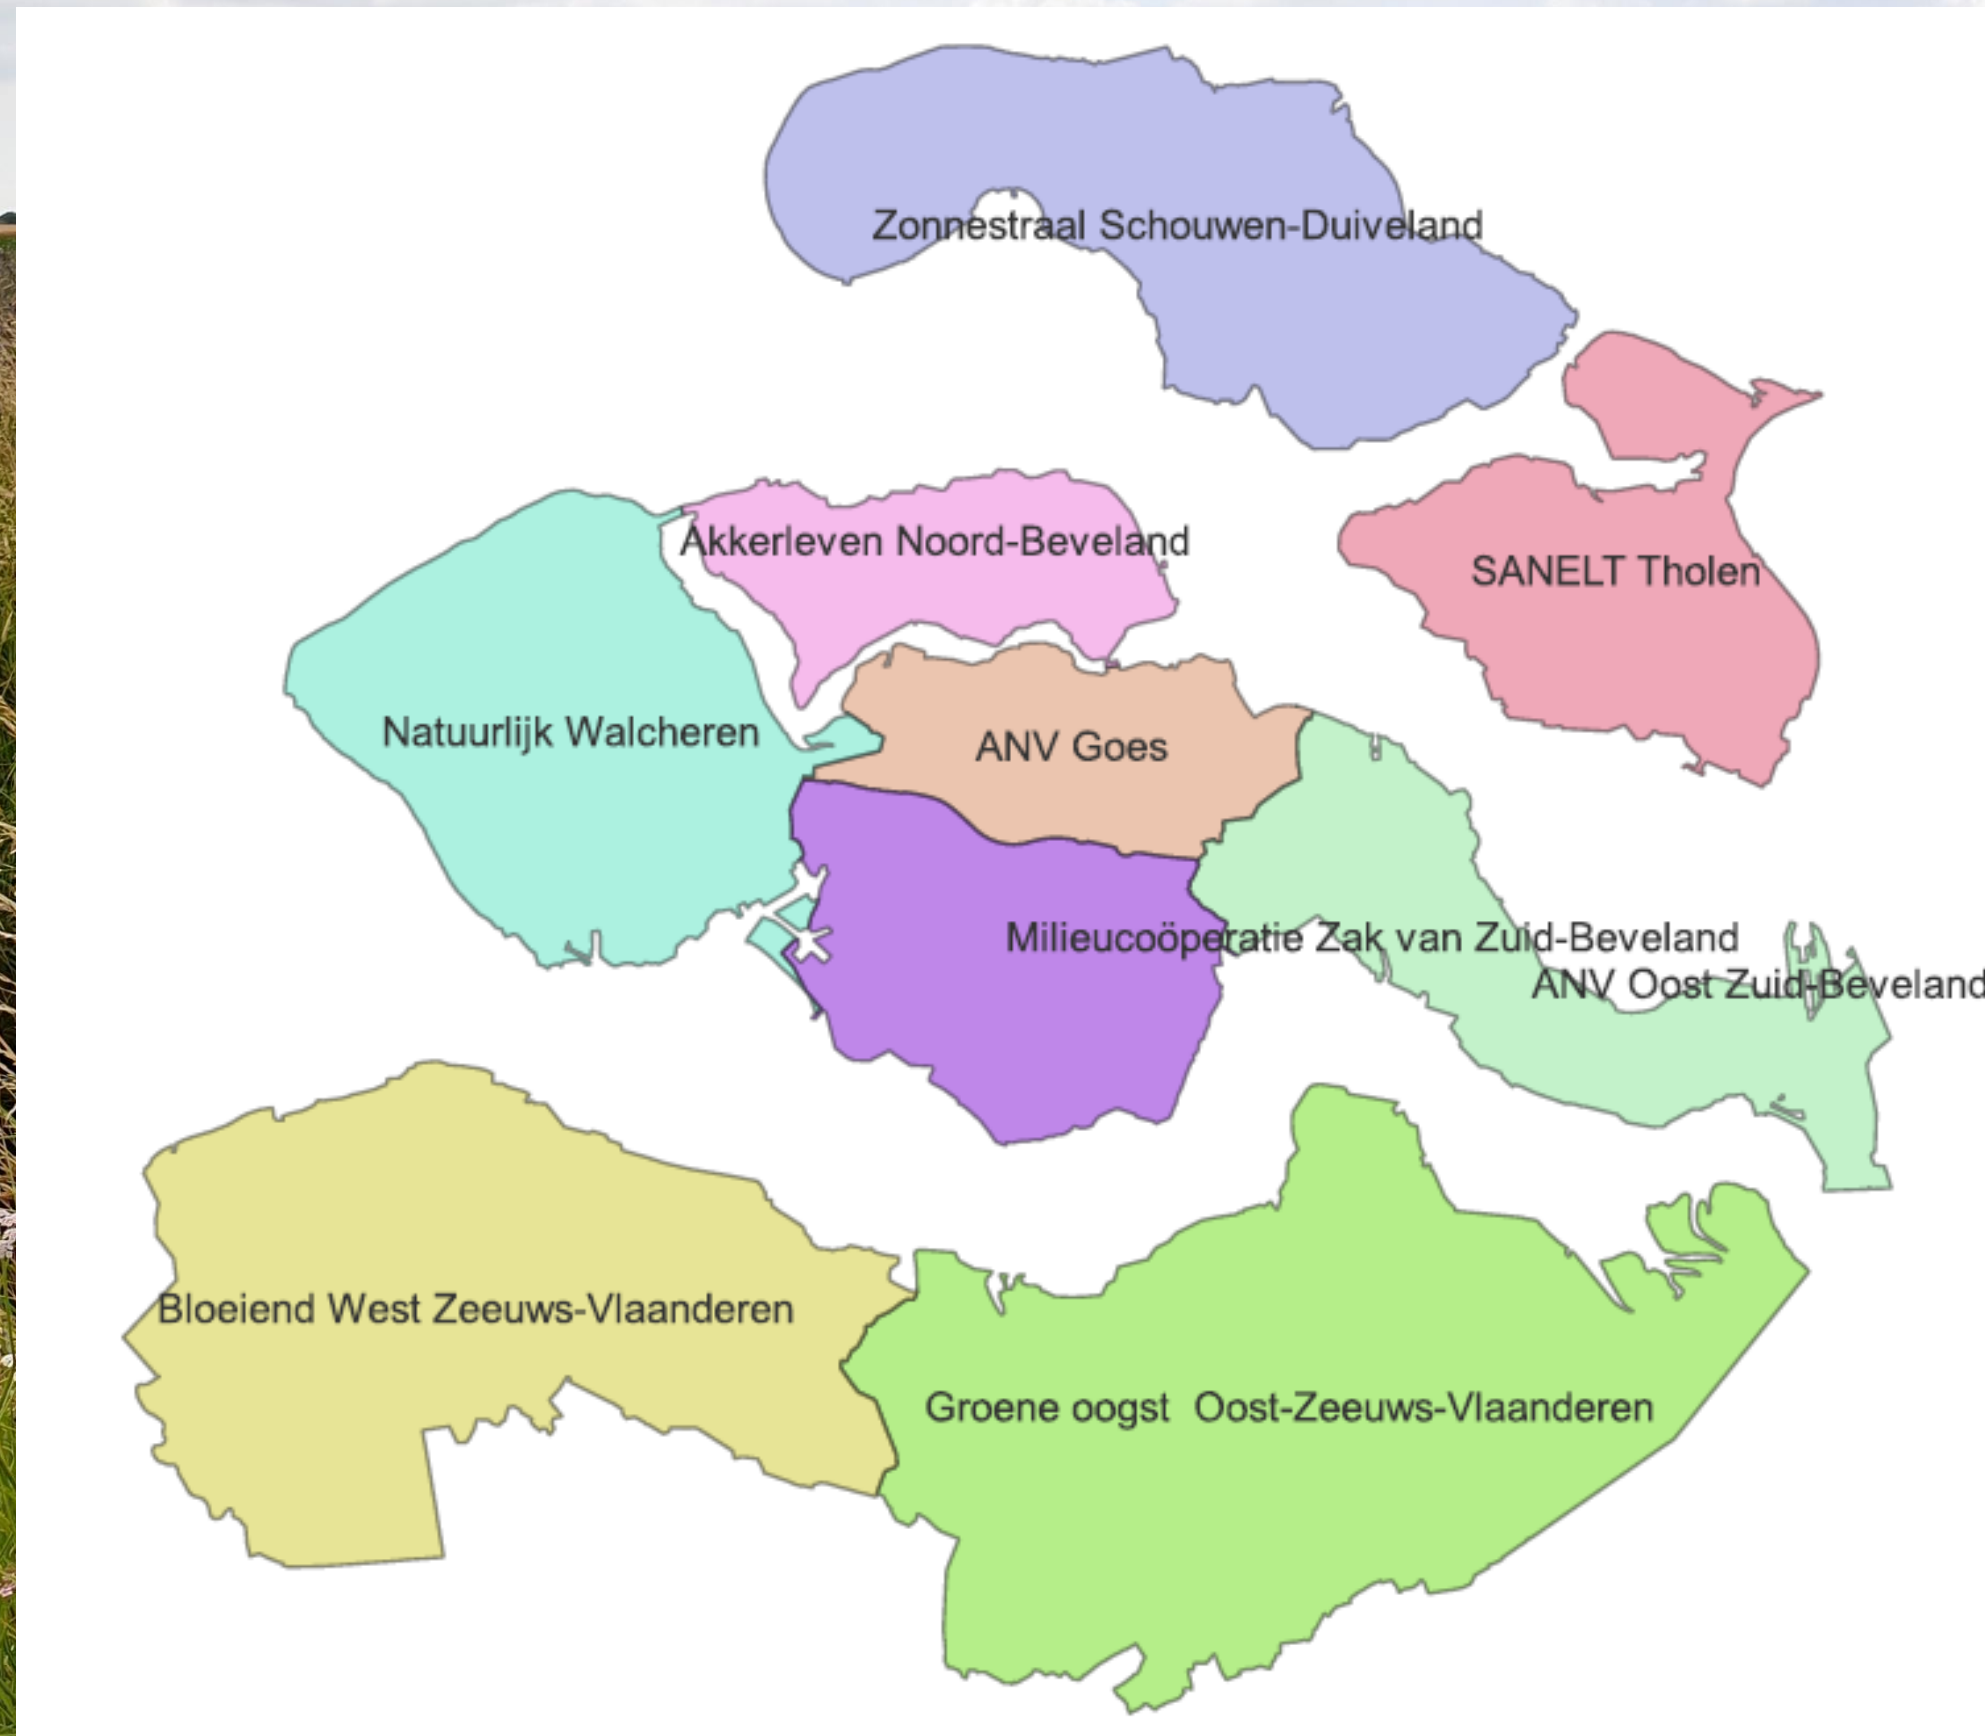 Zonnestraal Schouwen-Duiveland
Akkerleven Noord-Beveland
SANELT Tholen
Natuurlijk Walcheren
ANV Goes
Milieucoöperatie Zak van Zuid-Beveland
ANV Oost Zuid-Beveland
Bloeiend West Zeeuws-Vlaanderen
Groene oogst  Oost-Zeeuws-Vlaanderen